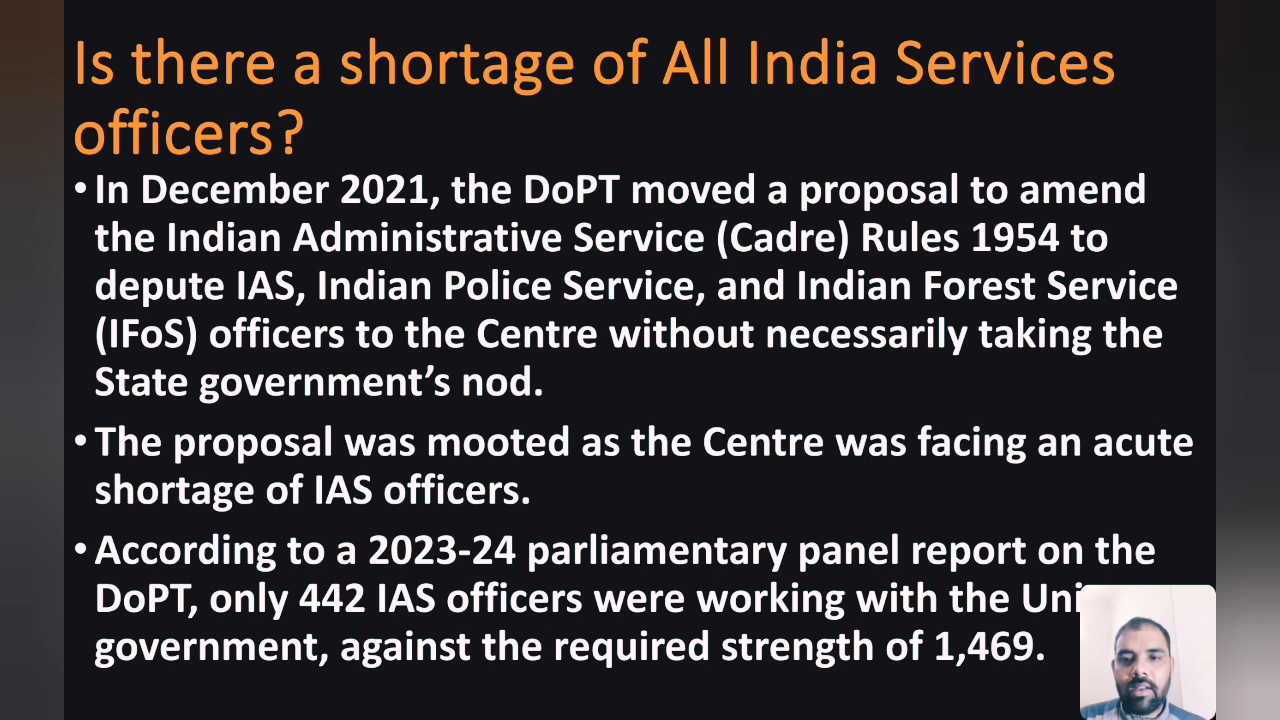 Is there a shortage of All India Services
officers?
• In December 2021, the DoPT moved a proposal to amend
the Indian Administrative Service (Cadre) Rules 1954 to
depute IAS, Indian Police Service, and Indian Forest Service
(IFoS) officers to the Centre without necessarily taking the
State government’s nod.
• The proposal was mooted as the Centre was facing an acute
shortage of IAS officers.
• According to a 2023-24 parliamentary panel report on the
DoPT, only 442 IAS officers were working with the
government, against the required strength of 1,469.